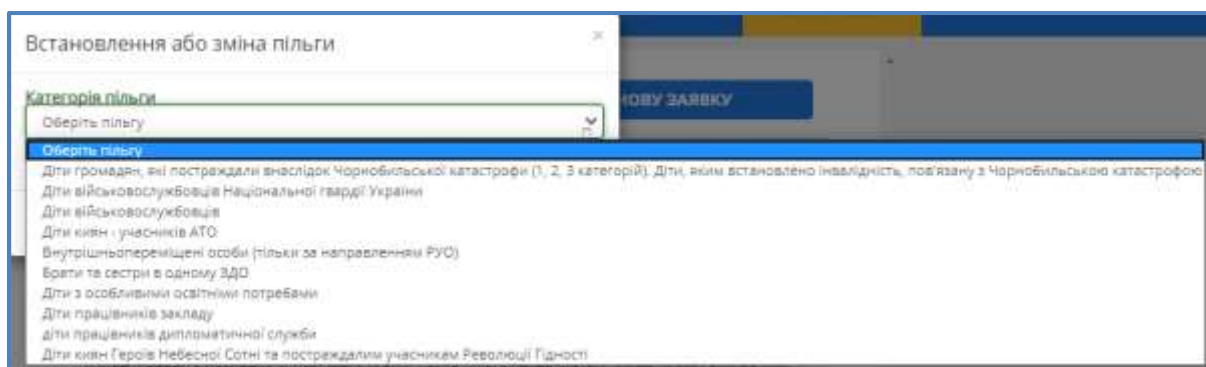 Встановлення або зміна пільги
×
Категорія пільги
НОВУ ЗАЯВКУ
Оберіть пільгу
Оберіть пільгу
Діти громадян, які постраждали внаслідок Чорнобильської катастрофи (1, 2, 3 категорій). Діти, яким встановлено інвалідність, пов'язану з Чорнобильською катастрофою
Діти військовослужбовців Національної гвардії України
Діти військовослужбовців
Діти киян - учасників АТО
Внутрішньопереміщені особи (тільки за направленням РУО)
Брати та сестри в одному ЗДО
Діти з особливими освітніми потребами
Діти працівників закладу
діти працівників дипломатичної служби
Діти киян Героїв Небесної Сотні та постраждалим учасникам Революції Гідності